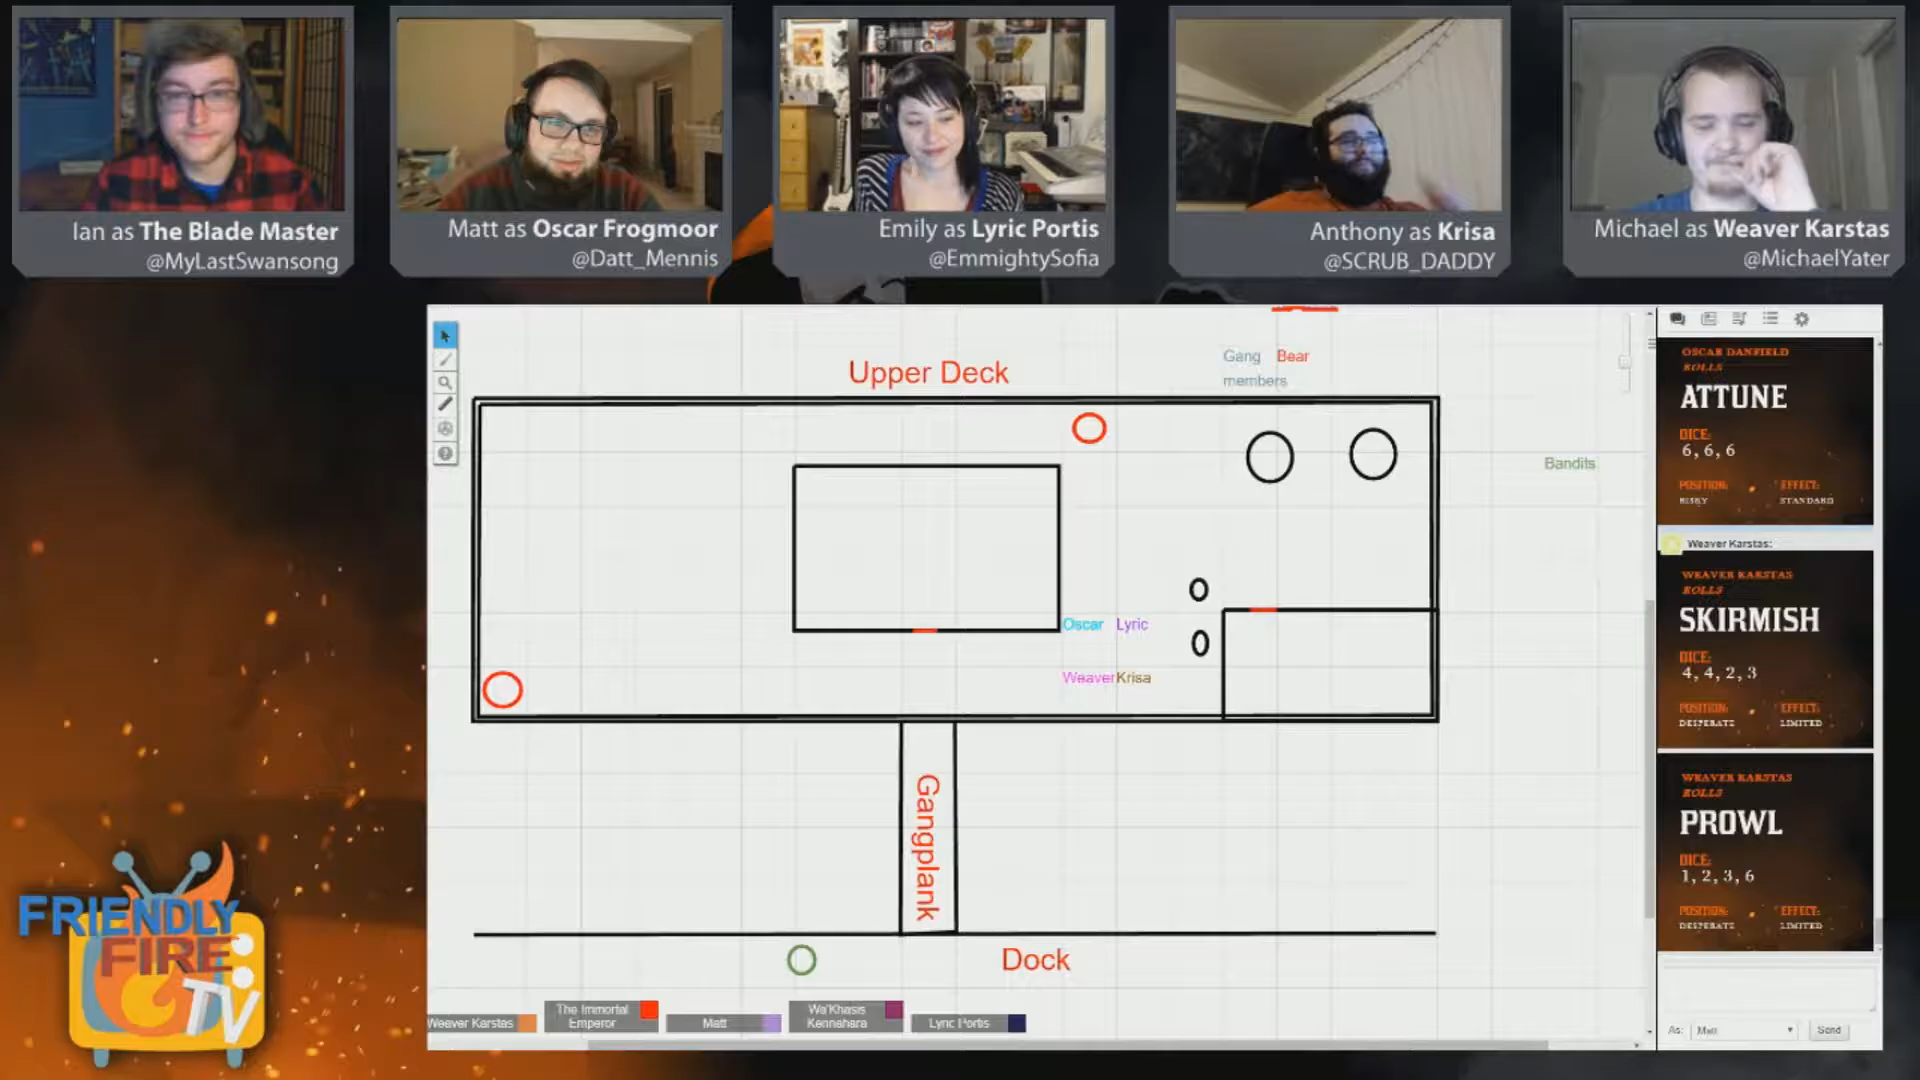 Ian as The Blade Master
@MyLastSwansong
Matt as Oscar Frogmoor
@Datt_Mennis
Emily as Lyric Portis
@EmmightySofia
Anthony as Krisa
@SCRUB_DADDY
Michael as Weaver Karstas
@MichaelYater
Upper Deck
Gang Bear
members
Bandits
Oscar Lyric
Weaver Krisa
Gangplank
Dock
Weaver Karstas
The Immortal
Emperor
Matt
Wa'Khasis
Kennahara
Lyric Portis
OSCAR DANFIELD
ROLLS
ATTUNE
DICE:
6, 6, 6
POSITION: EFFECT:
RISKY STANDARD
Weaver Karstas:
WEAVER KARSTAS
ROLLS
SKIRMISH
DICE:
4, 4, 2, 3
POSITION: EFFECT:
DESPERATE LIMITED
WEAVER KARSTAS
ROLLS
PROWL
DICE:
1, 2, 3, 6
POSITION: EFFECT:
DESPERATE LIMITED
As: Matt Send
FRIENDLY
FIRE
TV